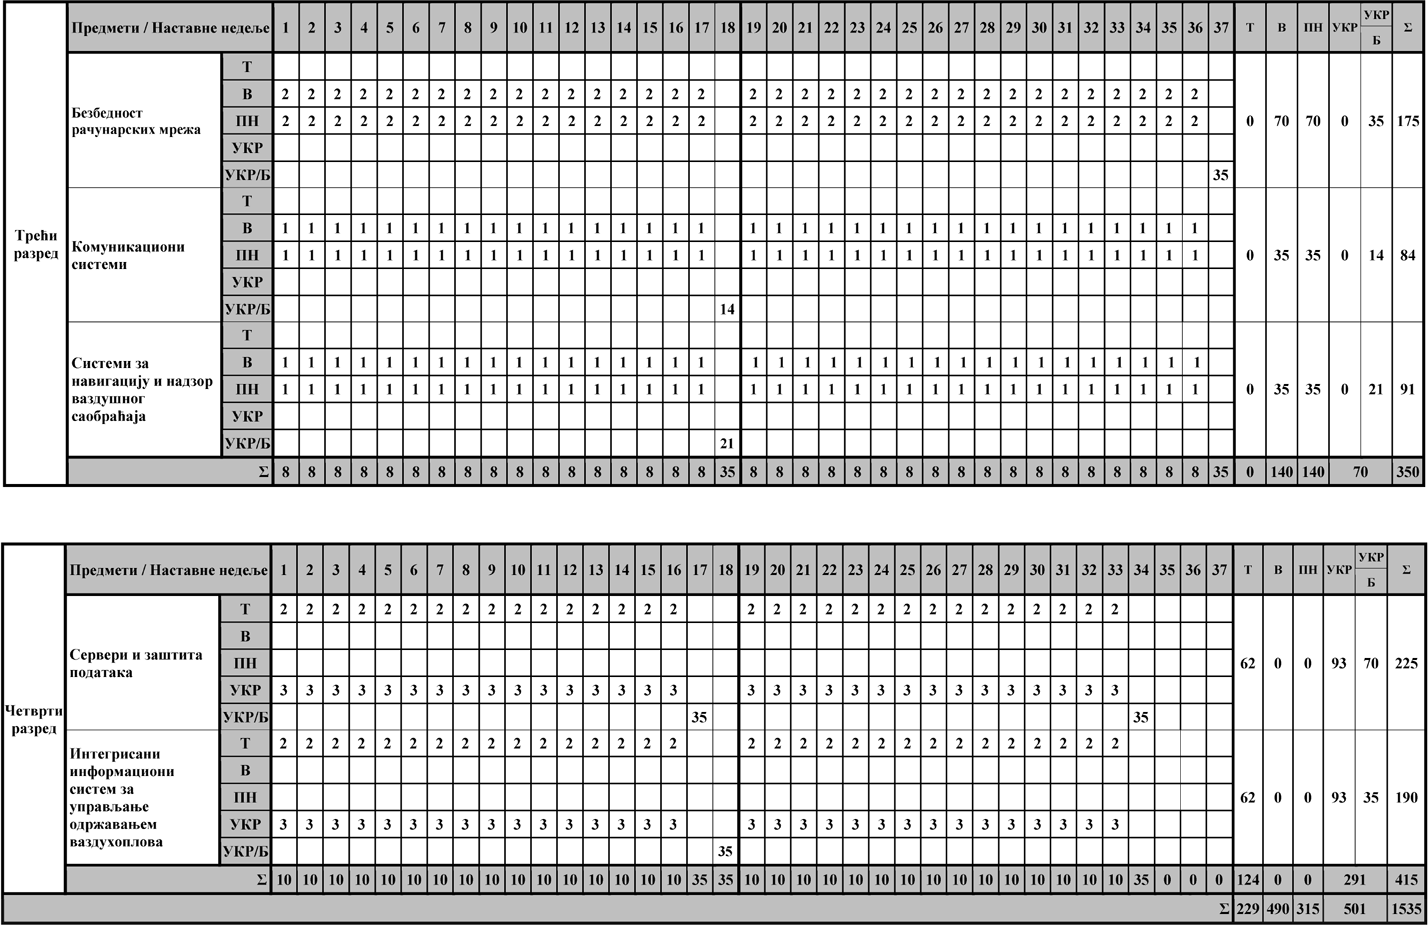 Трећи разред
Предмети / Наставне недеље 1 2 3 4 5 6 7 8 9 10 11 12 13 14 15 16 17 18 19 20 21 22 23 24 25 26 27 28 29 30 31 32 33 34 35 36 37 Т В ПН УКР УКР Б Σ
Безбедност рачунарских мрежа
Т
В 2 2 2 2 2 2 2 2 2 2 2 2 2 2 2 2 2 2 2 2 2 2 2 2 2 2 2 2 2 2 2 2 2 2 2
ПН 2 2 2 2 2 2 2 2 2 2 2 2 2 2 2 2 2 2 2 2 2 2 2 2 2 2 2 2 2 2 2 2 2 2 2 0 70 70 0 35 175
УКР
УКР/Б 35
Комуникациони системи
Т
В 1 1 1 1 1 1 1 1 1 1 1 1 1 1 1 1 1 1 1 1 1 1 1 1 1 1 1 1 1 1 1 1 1 1 1
ПН 1 1 1 1 1 1 1 1 1 1 1 1 1 1 1 1 1 1 1 1 1 1 1 1 1 1 1 1 1 1 1 1 1 1 1 0 35 35 0 14 84
УКР
УКР/Б 14
Системи за навигацију и надзор ваздушног саобраћаја
Т
В 1 1 1 1 1 1 1 1 1 1 1 1 1 1 1 1 1 1 1 1 1 1 1 1 1 1 1 1 1 1 1 1 1 1 1
ПН 1 1 1 1 1 1 1 1 1 1 1 1 1 1 1 1 1 1 1 1 1 1 1 1 1 1 1 1 1 1 1 1 1 1 1 0 35 35 0 21 91
УКР
УКР/Б 21
Σ 8 8 8 8 8 8 8 8 8 8 8 8 8 8 8 8 8 35 8 8 8 8 8 8 8 8 8 8 8 8 8 8 8 8 8 8 35 0 140 140 70 350
Четврти разред
Предмети / Наставне недеље 1 2 3 4 5 6 7 8 9 10 11 12 13 14 15 16 17 18 19 20 21 22 23 24 25 26 27 28 29 30 31 32 33 34 35 36 37 Т В ПН УКР УКР Б Σ
Сервери и заштита података
Т 2 2 2 2 2 2 2 2 2 2 2 2 2 2 2 2 2 2 2 2 2 2 2 2 2 2 2 2 2 2 2
В
ПН 62 0 0 93 70 225
УКР 3 3 3 3 3 3 3 3 3 3 3 3 3 3 3 3 3 3 3 3 3 3 3 3 3 3 3 3 3 3 3
УКР/Б 35 35
Интегрисани информациони систем за управљање одржавањем ваздухоплова
Т 2 2 2 2 2 2 2 2 2 2 2 2 2 2 2 2 2 2 2 2 2 2 2 2 2 2 2 2 2 2 2
В
ПН 62 0 0 93 35 190
УКР 3 3 3 3 3 3 3 3 3 3 3 3 3 3 3 3 3 3 3 3 3 3 3 3 3 3 3 3 3 3 3
УКР/Б 35
Σ 10 10 10 10 10 10 10 10 10 10 10 10 10 10 10 10 35 35 10 10 10 10 10 10 10 10 10 10 10 10 10 10 10 35 0 0 0 124 0 0 291 415
Σ 229 490 315 501 1535